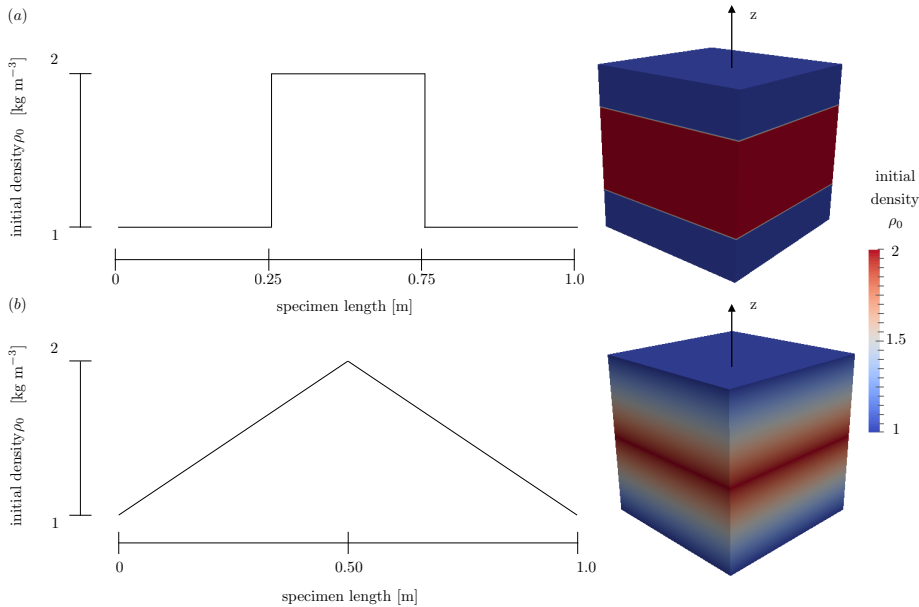 (a)
z
2
initial density ρ₀ [kg m⁻³]
1
0 0.25 0.75 1.0
specimen length [m]
initial
density
ρ₀
2
1.5
1
(b)
z
2
initial density ρ₀ [kg m⁻³]
1
0 0.50 1.0
specimen length [m]